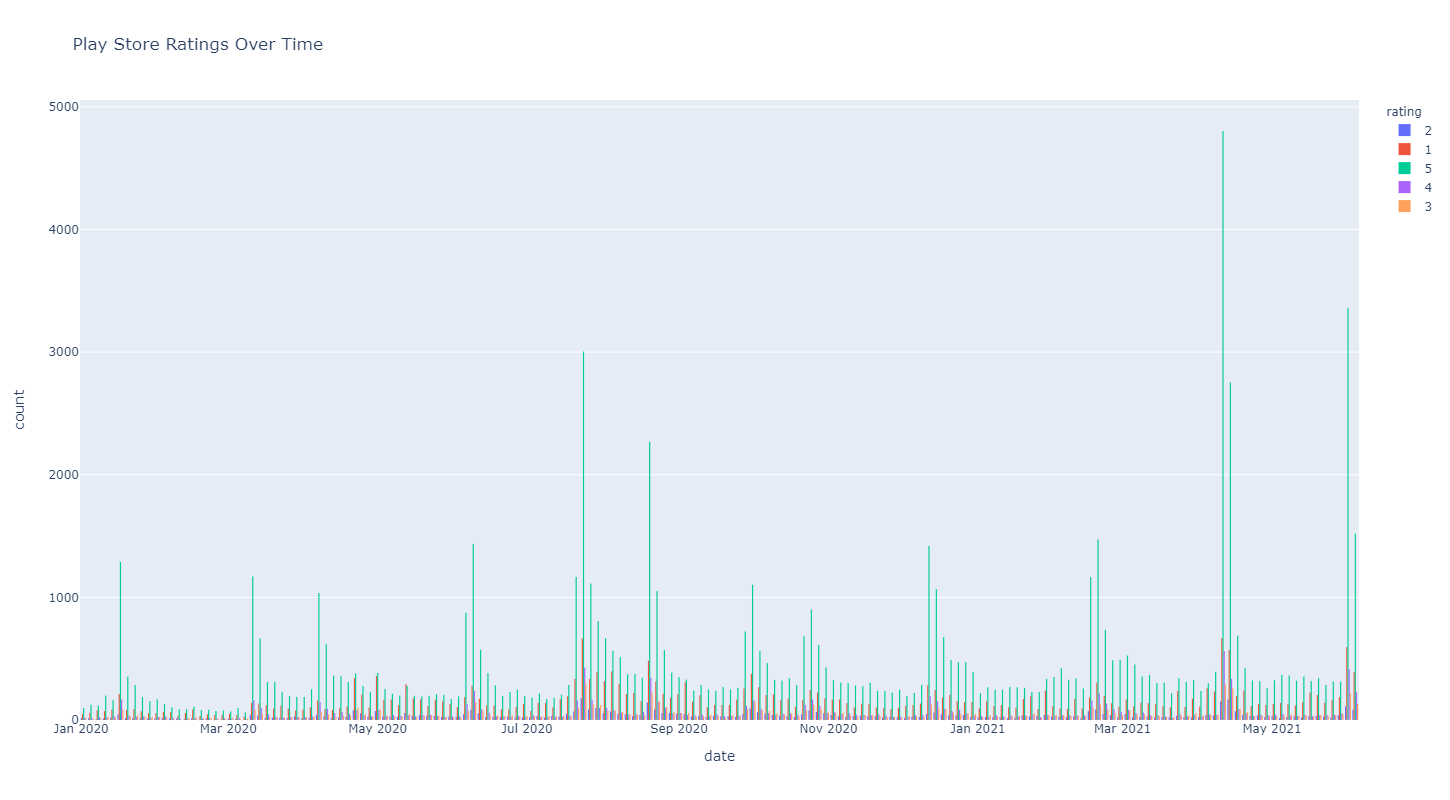 Play Store Ratings Over Time
5000
4000
3000
2000
1000
0
count
Jan 2020
Mar 2020
May 2020
Jul 2020
Sep 2020
Nov 2020
Jan 2021
Mar 2021
May 2021
date
rating
2
1
5
4
3